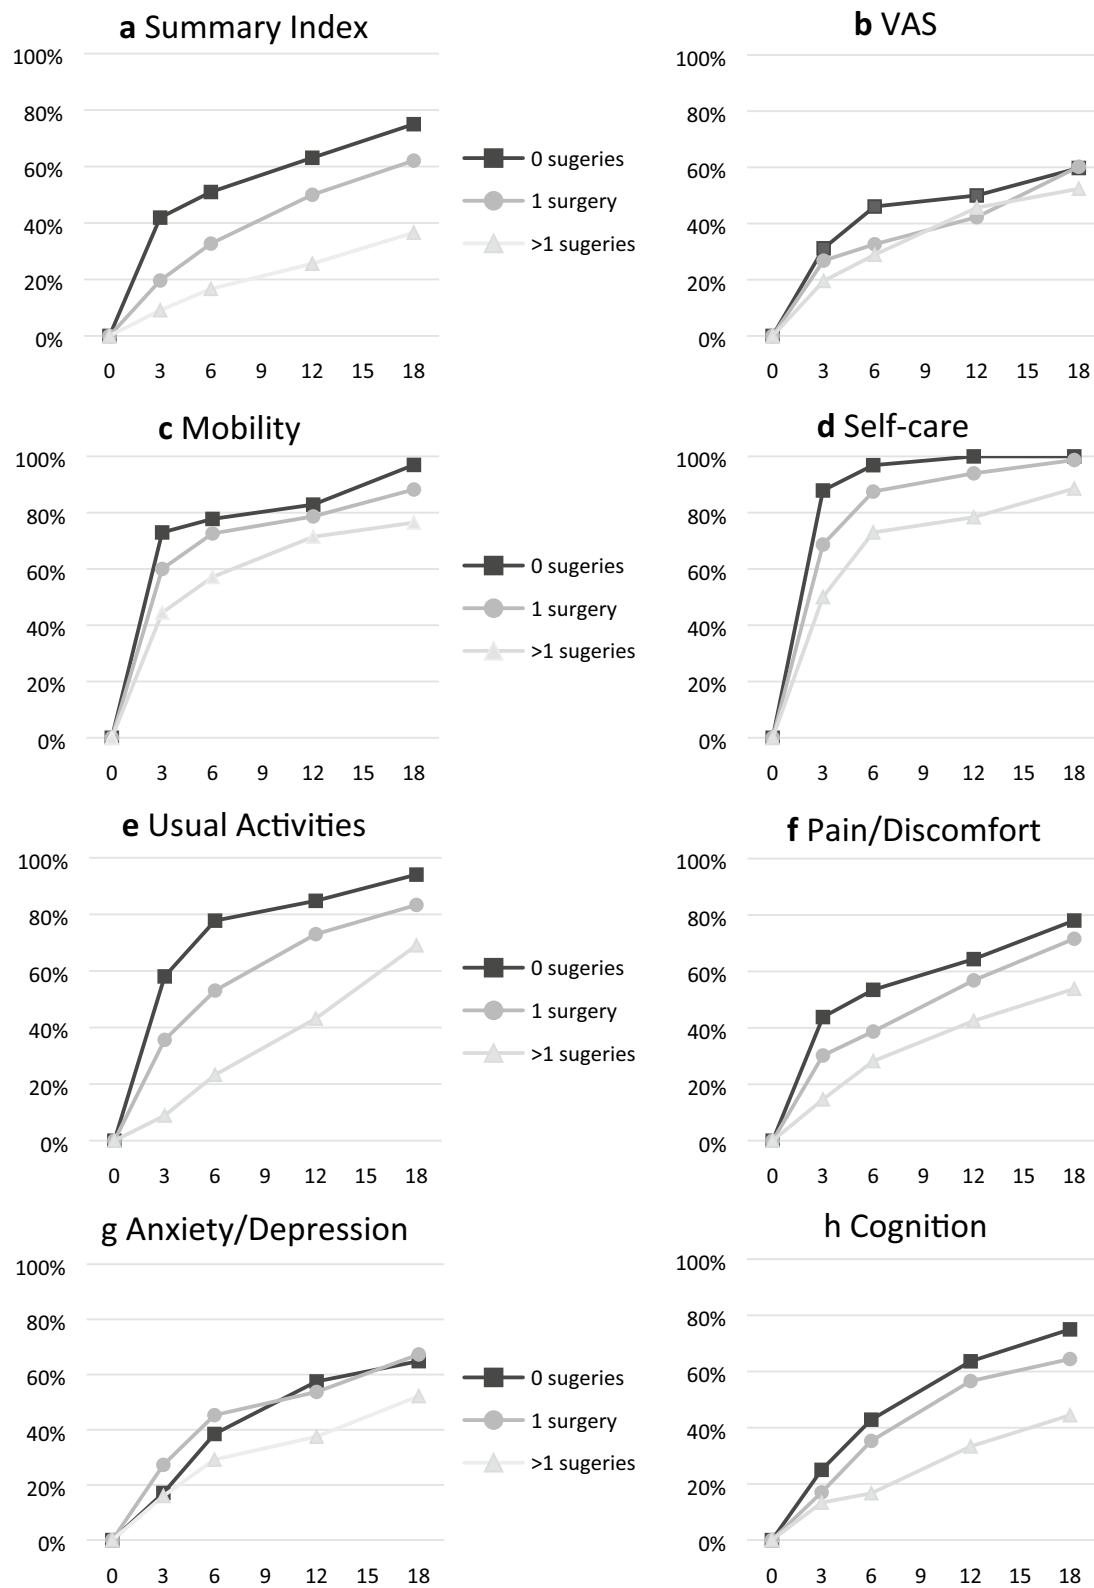 a Summary Index
100%
80%
60%
40%
20%
0%
0 3 6 9 12 15 18
0 sugeries
1 surgery
>1 sugeries
b VAS
100%
80%
60%
40%
20%
0%
0 3 6 9 12 15 18
c Mobility
100%
80%
60%
40%
20%
0%
0 3 6 9 12 15 18
0 sugeries
1 surgery
>1 sugeries
d Self-care
100%
80%
60%
40%
20%
0%
0 3 6 9 12 15 18
e Usual Activities
100%
80%
60%
40%
20%
0%
0 3 6 9 12 15 18
0 sugeries
1 surgery
>1 sugeries
f Pain/Discomfort
100%
80%
60%
40%
20%
0%
0 3 6 9 12 15 18
g Anxiety/Depression
100%
80%
60%
40%
20%
0%
0 3 6 9 12 15 18
0 sugeries
1 surgery
>1 sugeries
h Cognition
100%
80%
60%
40%
20%
0%
0 3 6 9 12 15 18